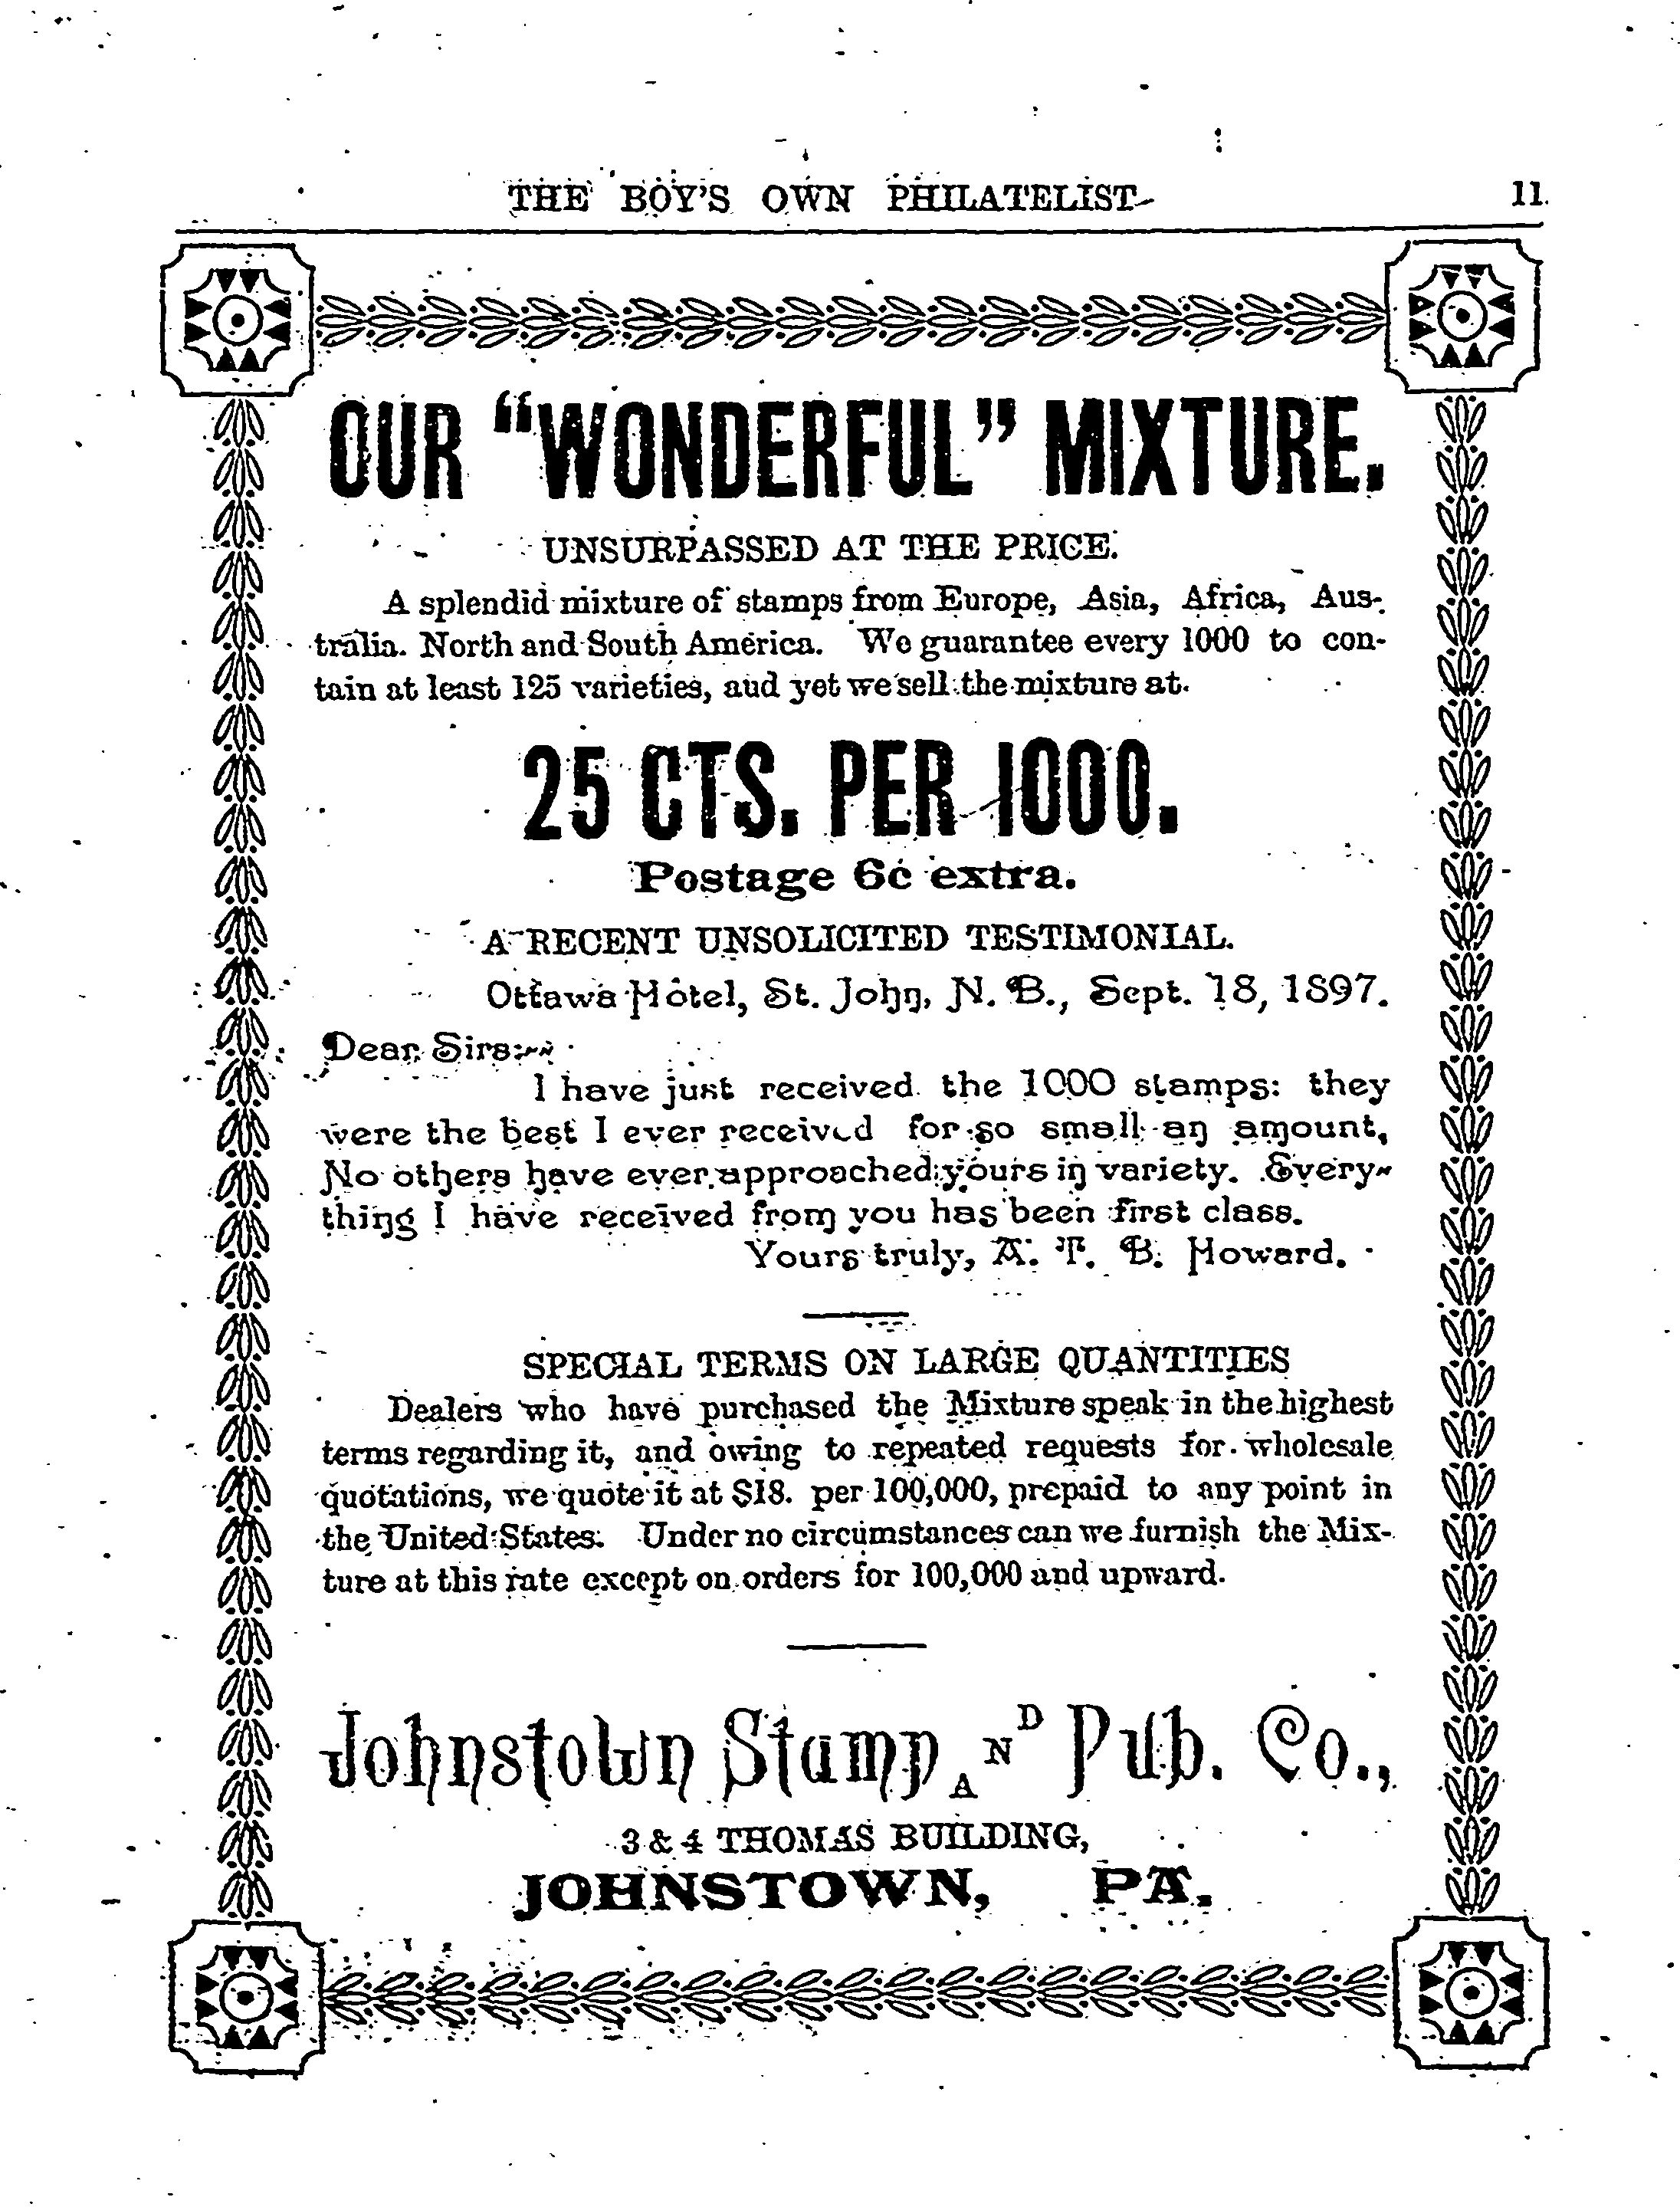 THE BOY'S OWN PHILATELIST 11
OUR "WONDERFUL" MIXTURE.
UNSURPASSED AT THE PRICE.
A splendid mixture of stamps from Europe, Asia, Africa, Aus-
tralia. North and South America. We guarantee every 1000 to con-
tain at least 125 varieties, aud yet we sell the mixture at.
25 CTS. PER 1000.
Postage 6c extra.
A RECENT UNSOLICITED TESTIMONIAL.
Ottawa Hotel, St. John, N. B., Sept. 18, 1897.
Dear Sirs:~~
I have just received the 1000 stamps: they
were the best I ever received for so small an amount,
No others have ever approached yours in variety. Every-
thing I have received from you has been first class.
Yours truly, A. T. B. Howard.
SPECIAL TERMS ON LARGE QUANTITIES
Dealers who have purchased the Mixture speak in the highest
terms regarding it, and owing to repeated requests for wholesale
quotations, we quote it at $18. per 100,000, prepaid to any point in
the United States. Under no circumstances can we furnish the Mix-
ture at this rate except on orders for 100,000 and upward.
Johnstown Stamp AND Pub. Co.,
3 & 4 THOMAS BUILDING,
JOHNSTOWN, PA.